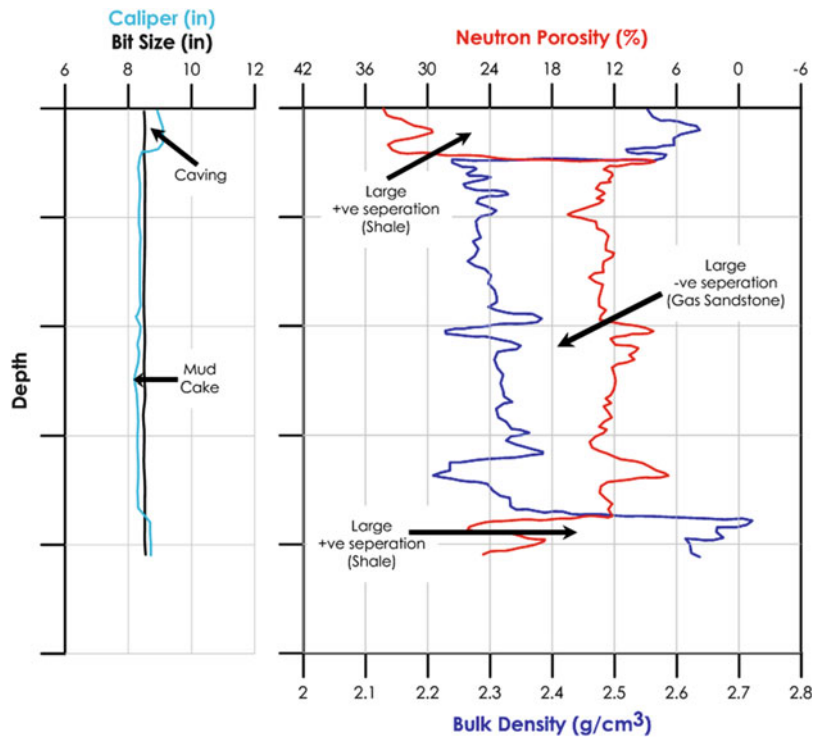 Caliper (in)
Bit Size (in)
6 8 10 12
Neutron Porosity (%)
42 36 30 24 18 12 6 0 -6
Depth
Caving
Mud
Cake
Large
+ve seperation
(Shale)
Large
-ve seperation
(Gas Sandstone)
Large
+ve seperation
(Shale)
2 2.1 2.2 2.3 2.4 2.5 2.6 2.7 2.8
Bulk Density (g/cm³)